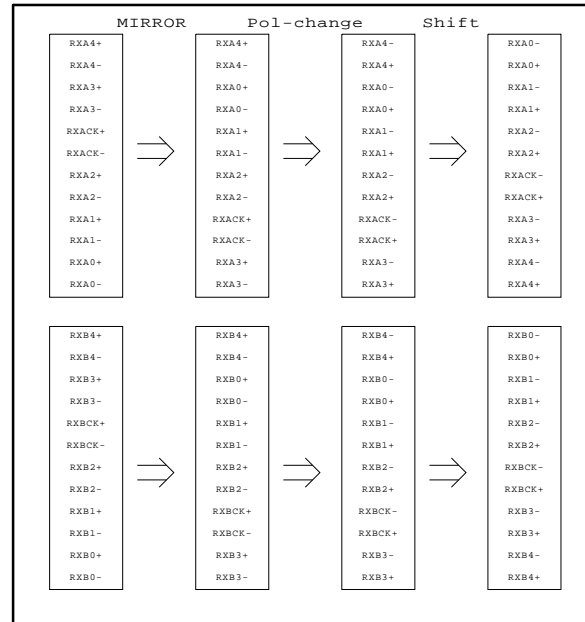 MIRROR Pol-change Shift
RXA4+ RXA4+ RXA4- RXA0-
RXA4- RXA4- RXA4+ RXA0+
RXA3+ RXA0+ RXA0- RXA1-
RXA3- RXA0- RXA0+ RXA1+
RXACK+ RXA1+ RXA1- RXA2-
RXACK- RXA1- RXA1+ RXA2+
RXA2+ RXA2+ RXA2- RXACK-
RXA2- RXA2- RXA2+ RXACK+
RXA1+ RXACK+ RXACK- RXA3-
RXA1- RXACK- RXACK+ RXA3+
RXA0+ RXA3+ RXA3- RXA4-
RXA0- RXA3- RXA3+ RXA4+
RXB4+ RXB4+ RXB4- RXB0-
RXB4- RXB4- RXB4+ RXB0+
RXB3+ RXB0+ RXB0- RXB1-
RXB3- RXB0- RXB0+ RXB1+
RXBCK+ RXB1+ RXB1- RXB2-
RXBCK- RXB1- RXB1+ RXB2+
RXB2+ RXB2+ RXB2- RXBCK-
RXB2- RXB2- RXB2+ RXBCK+
RXB1+ RXBCK+ RXBCK- RXB3-
RXB1- RXBCK- RXBCK+ RXB3+
RXB0+ RXB3+ RXB3- RXB4-
RXB0- RXB3- RXB3+ RXB4+